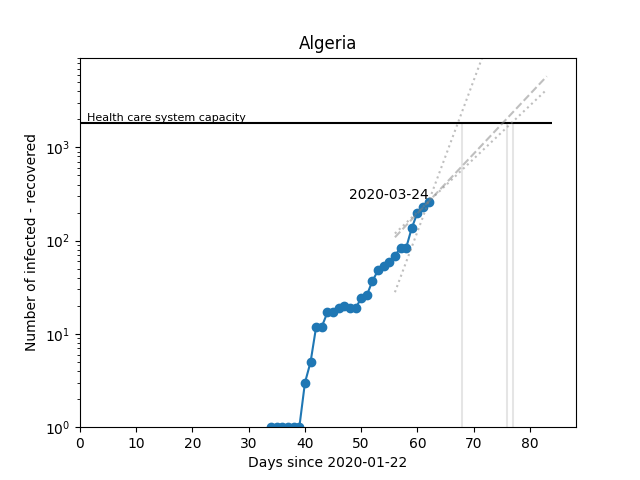 Algeria
Number of infected - recovered
10³
10²
10¹
10⁰
Health care system capacity
2020-03-24
0 10 20 30 40 50 60 70 80
Days since 2020-01-22